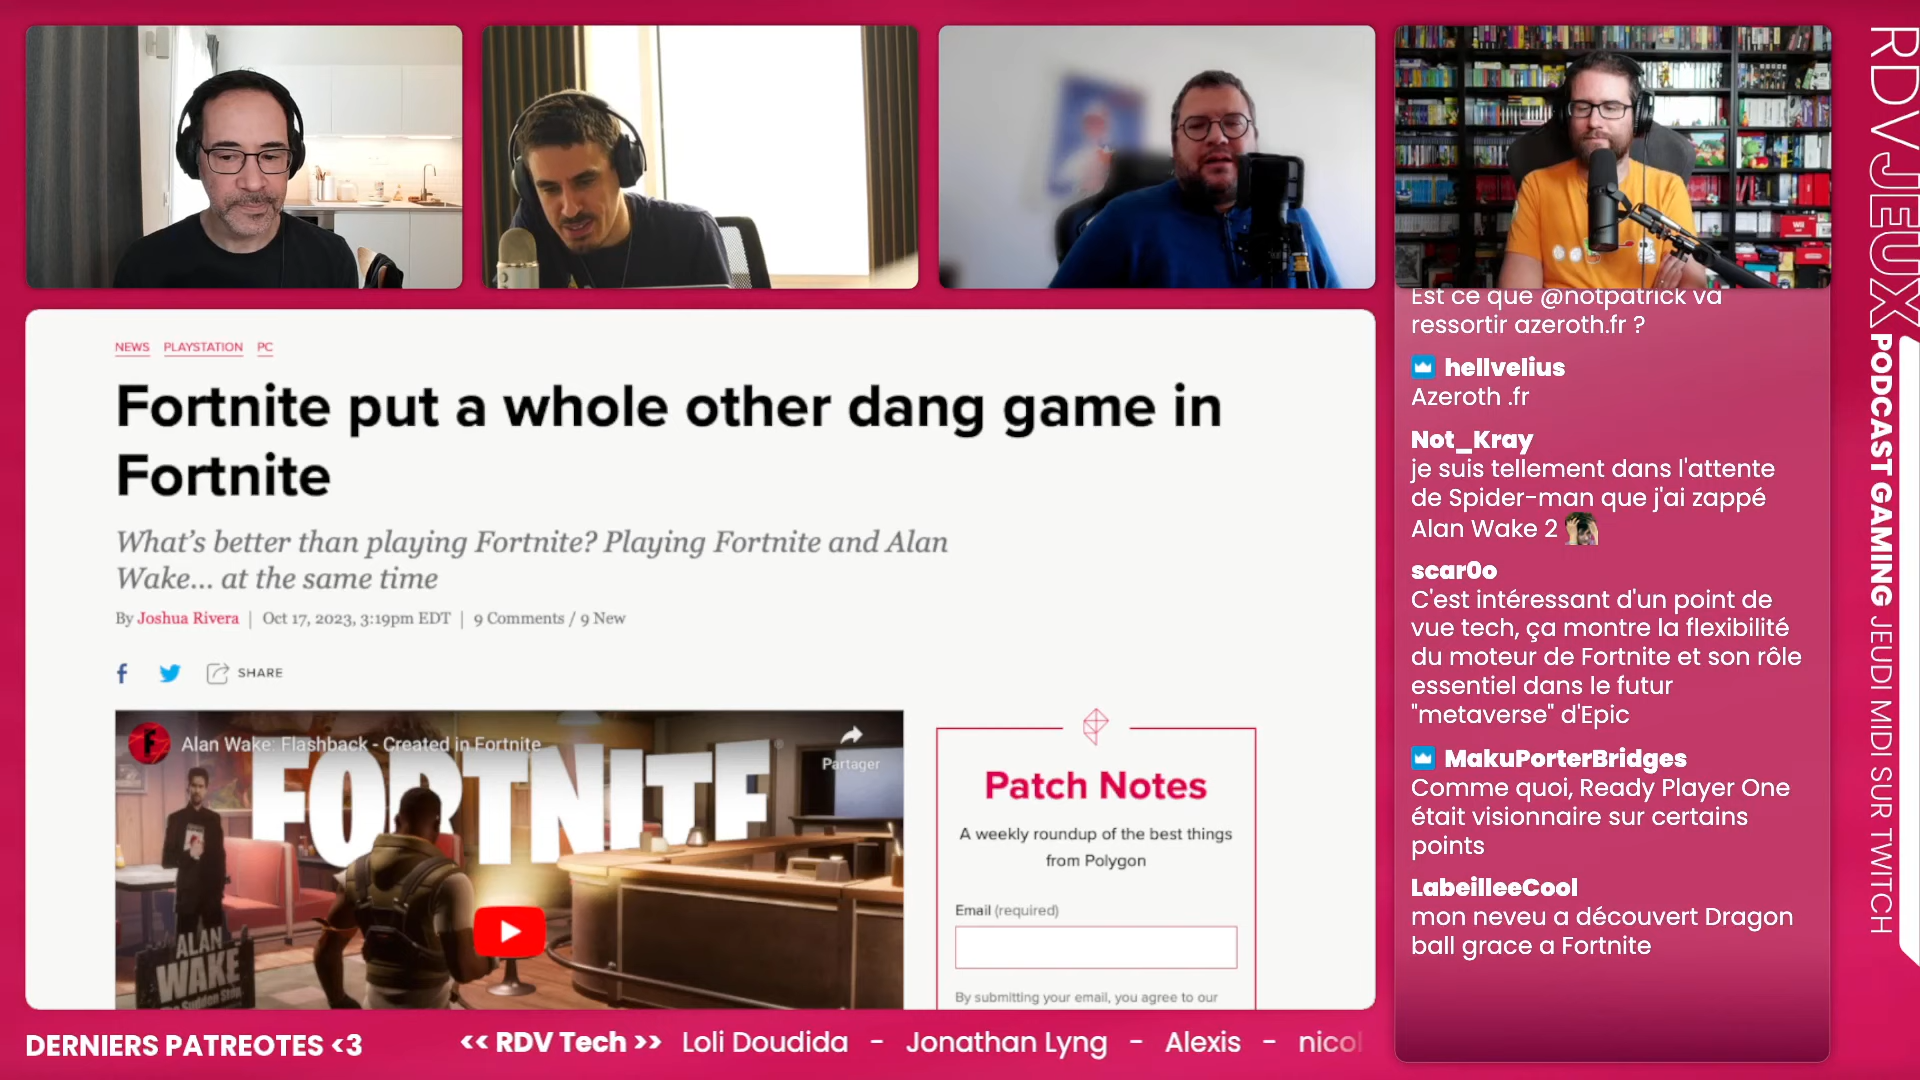 NEWS PLAYSTATION PC
Fortnite put a whole other dang game in
Fortnite
What's better than playing Fortnite? Playing Fortnite and Alan
Wake... at the same time
By Joshua Rivera | Oct 17, 2023, 3:19pm EDT | 9 Comments / 9 New
SHARE
Alan Wake: Flashback - Created in Fortnite
Partager
FORTNITE
ALAN
WAKE
Patch Notes
A weekly roundup of the best things
from Polygon
Email (required)
By submitting your email, you agree to our
Est ce que @notpatrick va
ressortir azeroth.fr ?
hellvelius
Azeroth .fr
Not_Kray
je suis tellement dans l'attente
de Spider-man que j'ai zappé
Alan Wake 2
scar0o
C'est intéressant d'un point de
vue tech, ça montre la flexibilité
du moteur de Fortnite et son rôle
essentiel dans le futur
"metaverse" d'Epic
MakuPorterBridges
Comme quoi, Ready Player One
était visionnaire sur certains
points
LabeilleeCool
mon neveu a découvert Dragon
ball grace a Fortnite
RDV JEUX
PODCAST GAMING JEUDI MIDI SUR TWITCH
DERNIERS PATREOTES <3
<< RDV Tech >> Loli Doudida - Jonathan Lyng - Alexis - nicol